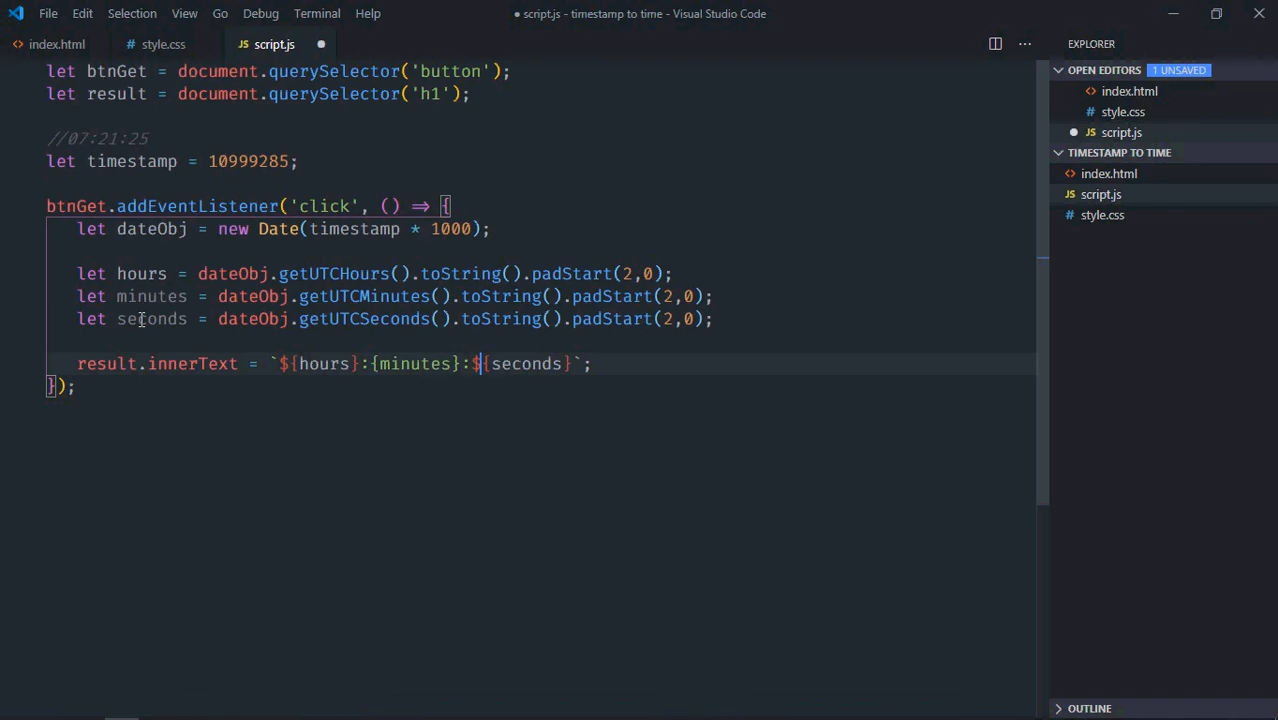 File Edit Selection View Go Debug Terminal Help ● script.js - timestamp to time - Visual Studio Code
<> index.html # style.css JS script.js ●
let btnGet = document.querySelector('button');
let result = document.querySelector('h1');
//07:21:25
let timestamp = 10999285;
btnGet.addEventListener('click', () => {
let dateObj = new Date(timestamp * 1000);
let hours = dateObj.getUTCHours().toString().padStart(2,0);
let minutes = dateObj.getUTCMinutes().toString().padStart(2,0);
let seconds = dateObj.getUTCSeconds().toString().padStart(2,0);
result.innerText = `${hours}:{minutes}:${seconds}`;
});
EXPLORER
OPEN EDITORS 1 UNSAVED
<> index.html
# style.css
● JS script.js
TIMESTAMP TO TIME
<> index.html
JS script.js
# style.css
OUTLINE